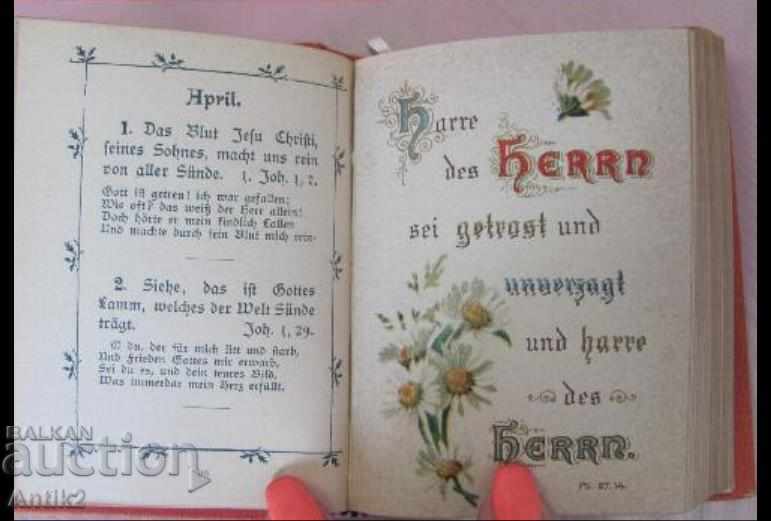 April.
1. Das Blut Jesu Christi,
seines Sohnes, macht uns rein
von aller Sünde. 1. Joh. 1, 7.
Gott ist getreu! ich war gefallen;
Wie oft? das weiß der Herr allein!
Doch hörte er mein kindlich Lallen
Und machte durch sein Blut mich rein.
2. Siehe, das ist Gottes
Lamm, welches der Welt Sünde
trägt. Joh. 1, 29.
O du, der für mich litt und starb,
Und Frieden Gottes mir erwarb,
Sei du es, und dein teures Bild,
Was immerdar mein Herz erfüllt.
Harre
des HERRN
sei getrost und
unverzagt
und harre
des
HERRN.
Ps. 27. 14.
BALKAN
auction
Antik2